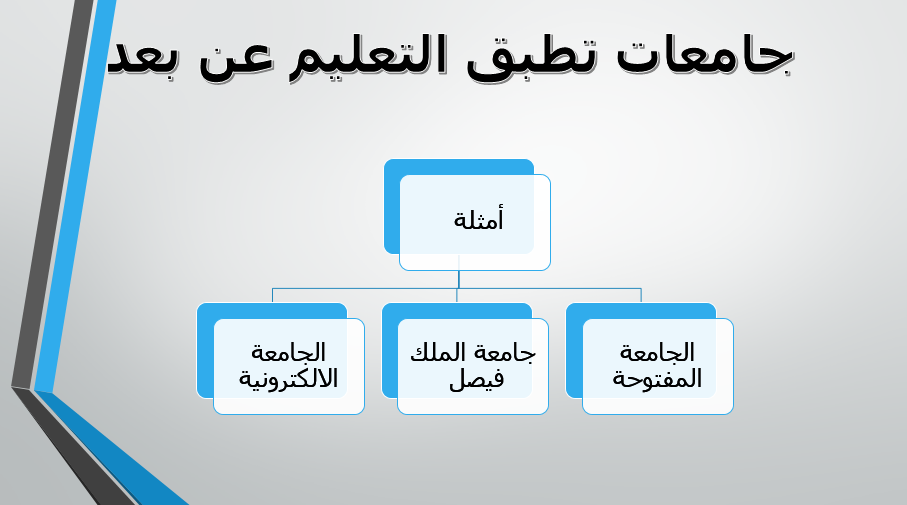 جامعات تطبق التعليم عن بعد
أمثلة
الجامعة
المفتوحة
جامعة الملك
فيصل
الجامعة
الالكترونية